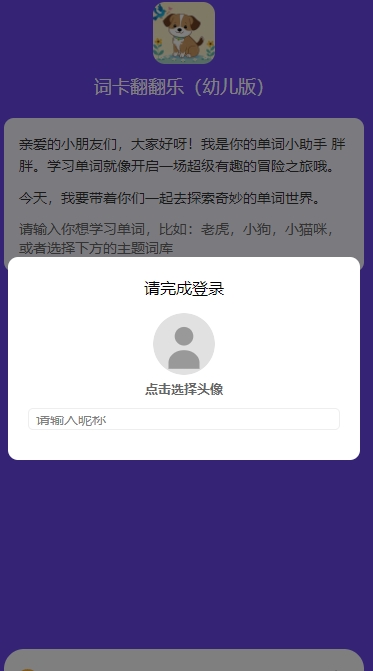 词卡翻翻乐（幼儿版）
亲爱的小朋友们，大家好呀！我是你的单词小助手 胖
胖。学习单词就像开启一场超级有趣的冒险之旅哦。
今天，我要带着你们一起去探索奇妙的单词世界。
请输入你想学习单词，比如：老虎，小狗，小猫咪，
或者选择下方的主题词库
请完成登录
点击选择头像
请输入昵称